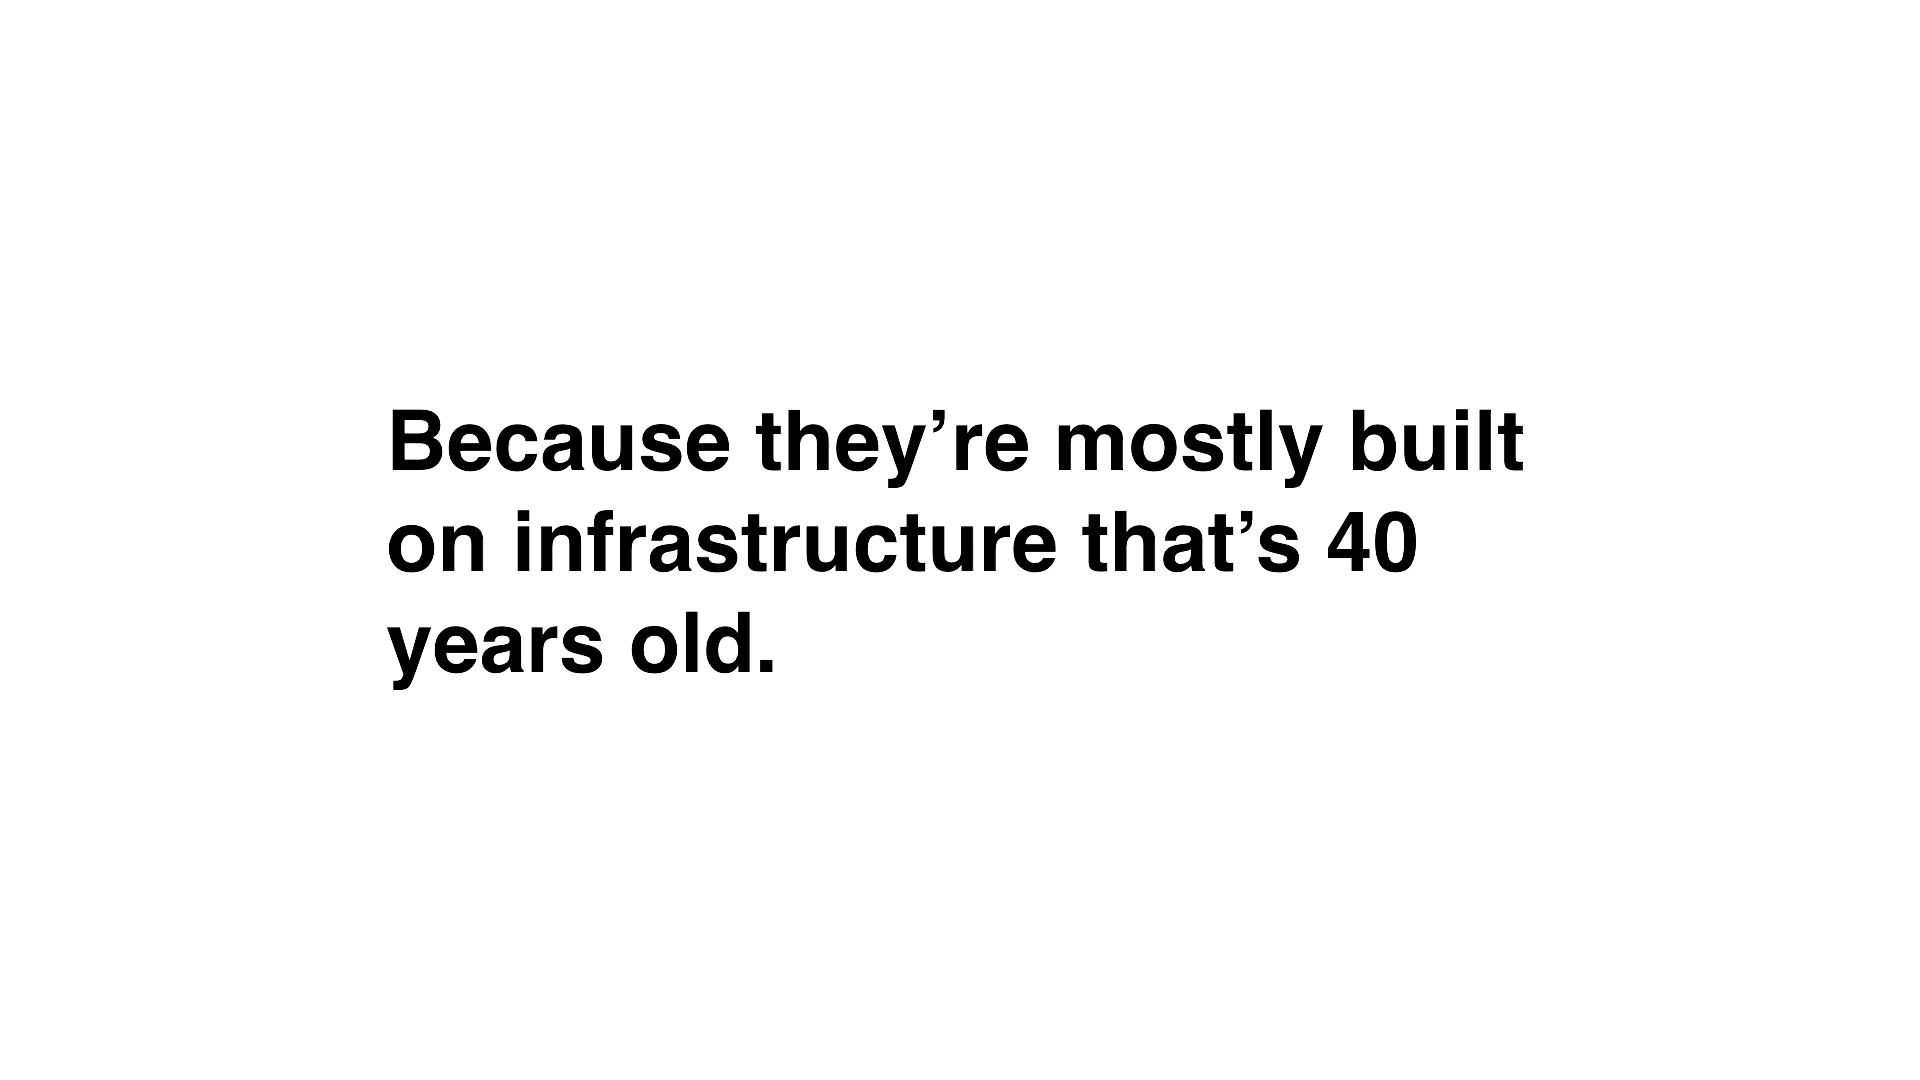 Because they’re mostly built
on infrastructure that’s 40
years old.